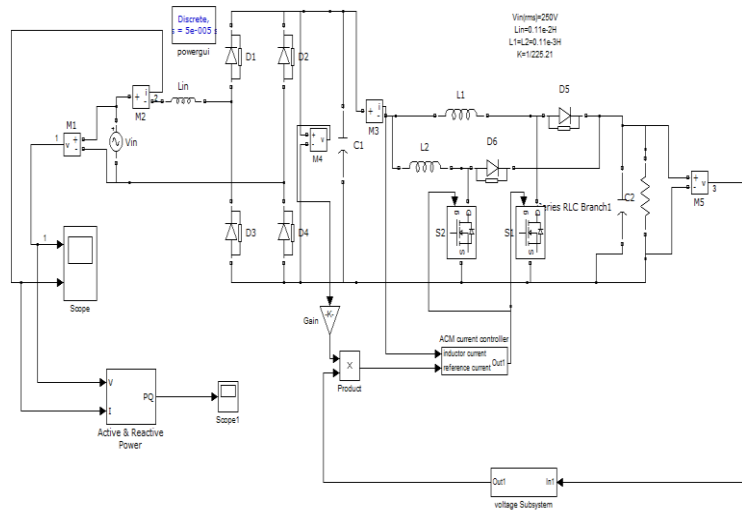 Discrete,
s = 5e-005
powergui
Vin(rms)=250V
Lin=0.11e-2H
L1=L2=0.11e-3H
K=1/225.21
D1
D2
Lin
M2
i
+
-
2
M1
1
v
+
-
Vin
M4
+
-
v
C1
M3
+
-
i
L1
D5
L2
D6
C2
M5
+
-
v
3
D3
D4
S2
g
D
S
S1
g
D
S
eries RLC Branch1
1
Scope
Gain
-K-
ACM current controller
inductor current
reference current
Out1
X
Product
V
I
PQ
Active & Reactive
Power
Scope1
Out1
In1
voltage Subsystem